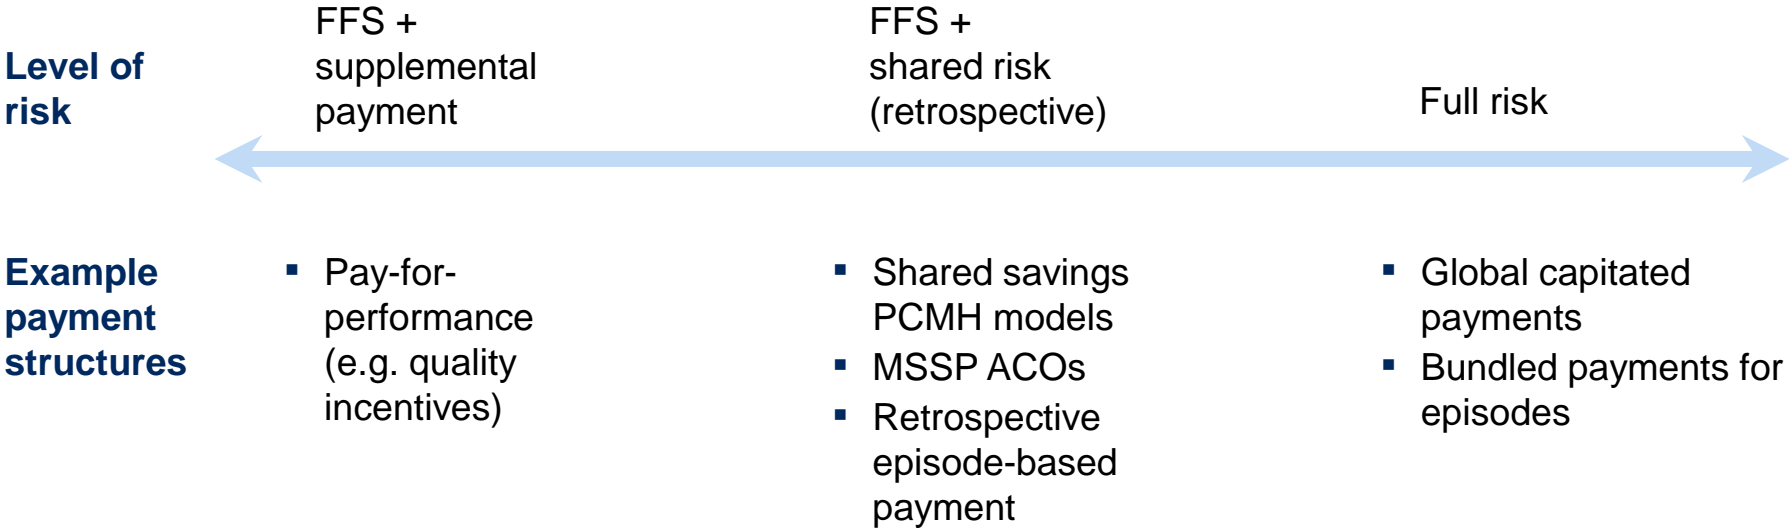 Level of
risk
FFS +
supplemental
payment
FFS +
shared risk
(retrospective)
Full risk
Example
payment
structures
▪ Pay-for-
performance
(e.g. quality
incentives)
▪ Shared savings
PCMH models
▪ MSSP ACOs
▪ Retrospective
episode-based
payment
▪ Global capitated
payments
▪ Bundled payments for
episodes